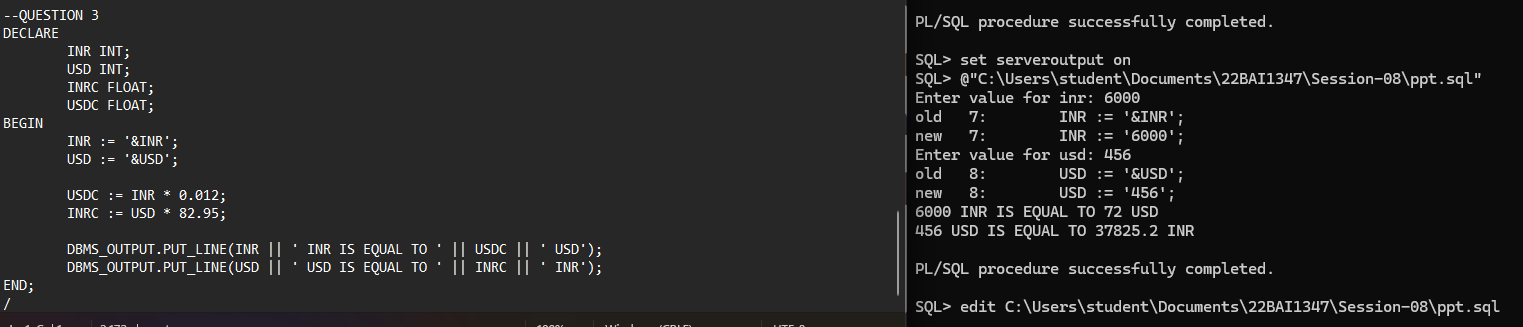 --QUESTION 3
DECLARE
INR INT;
USD INT;
INRC FLOAT;
USDC FLOAT;
BEGIN
INR := '&INR';
USD := '&USD';
USDC := INR * 0.012;
INRC := USD * 82.95;
DBMS_OUTPUT.PUT_LINE(INR || ' INR IS EQUAL TO ' || USDC || ' USD');
DBMS_OUTPUT.PUT_LINE(USD || ' USD IS EQUAL TO ' || INRC || ' INR');
END;
/
PL/SQL procedure successfully completed.
SQL> set serveroutput on
SQL> @"C:\Users\student\Documents\22BAI1347\Session-08\ppt.sql"
Enter value for inr: 6000
old   7:         INR := '&INR';
new   7:         INR := '6000';
Enter value for usd: 456
old   8:         USD := '&USD';
new   8:         USD := '456';
6000 INR IS EQUAL TO 72 USD
456 USD IS EQUAL TO 37825.2 INR
PL/SQL procedure successfully completed.
SQL> edit C:\Users\student\Documents\22BAI1347\Session-08\ppt.sql